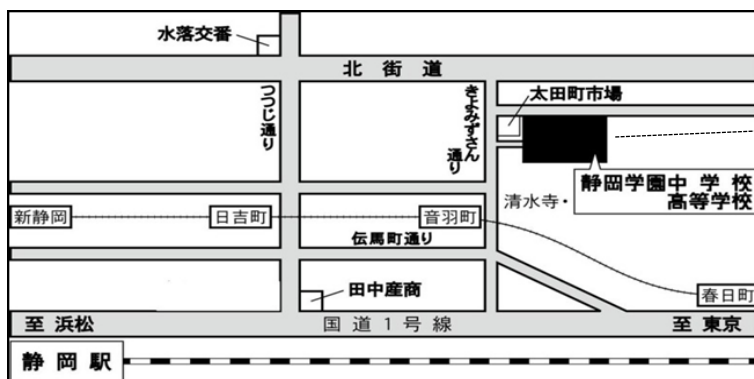 水落交番
北街道
つつじ通り
きよみずさん
通り
太田町市場
静岡学園中学校
高等学校
清水寺・
新静岡
日吉町
音羽町
伝馬町通り
春日町
田中産商
至 浜松
国道1号線
至 東京
静岡駅